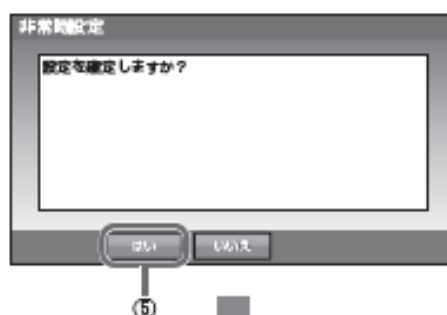 非常時設定
設定を確定しますか？
はい
いいえ
⑤